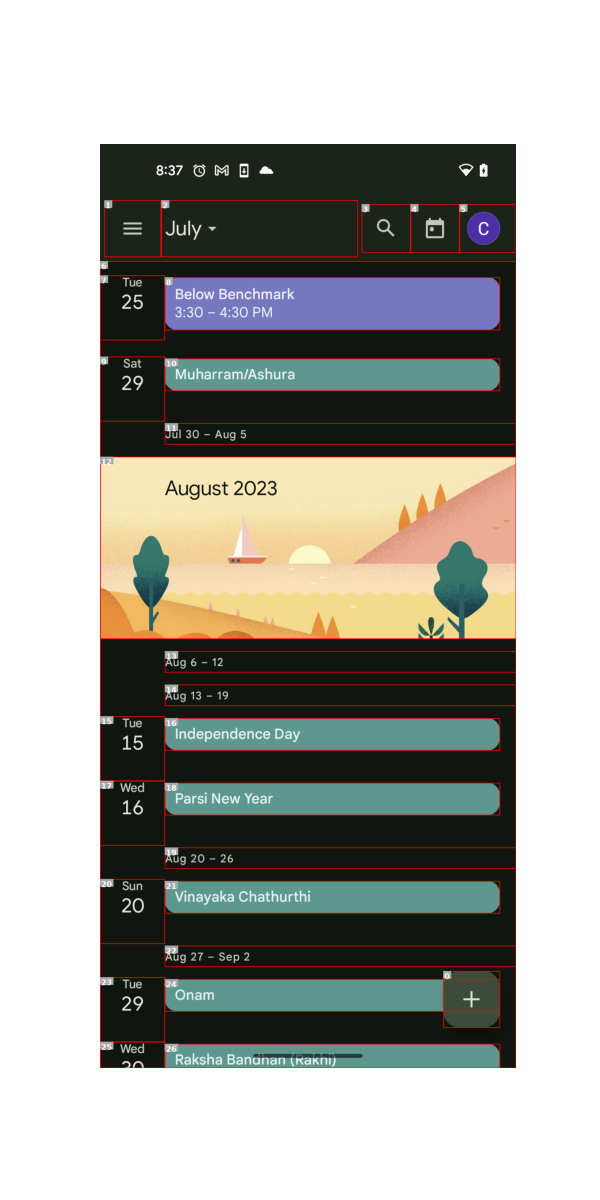 8:37
1
2
3
4
5
July
C
6
7
Tue
25
8
Below Benchmark
3:30 – 4:30 PM
9
Sat
29
10
Muharram/Ashura
11
Jul 30 – Aug 5
12
August 2023
13
Aug 6 – 12
14
Aug 13 – 19
15
Tue
15
16
Independence Day
17
Wed
16
18
Parsi New Year
19
Aug 20 – 26
20
Sun
20
21
Vinayaka Chathurthi
22
Aug 27 – Sep 2
23
Tue
29
24
Onam
0
+
25
Wed
30
26
Raksha Bandhan (Rakhi)